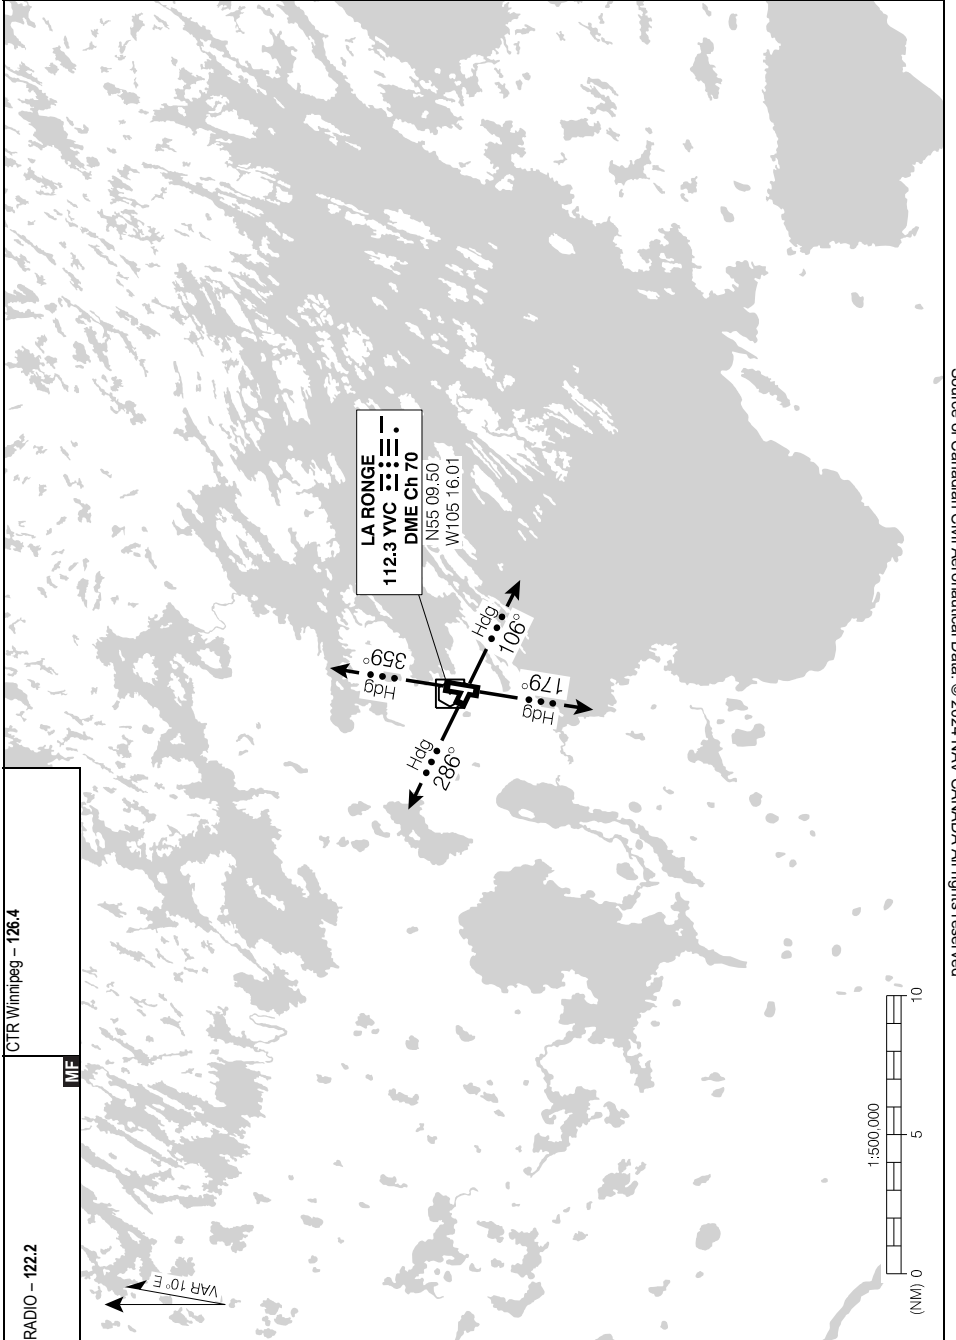 RADIO – 122.2
MF
CTR Winnipeg – 126.4
VAR 10° E
LA RONGE
112.3 YVC
DME Ch 70
N55 09.50
W105 16.01
Hdg
359°
Hdg
106°
Hdg
286°
Hdg
179°
1:500,000
(NM) 0 5 10
Source of Canadian Civil Aeronautical Data: © 2024 NAV CANADA All rights reserved